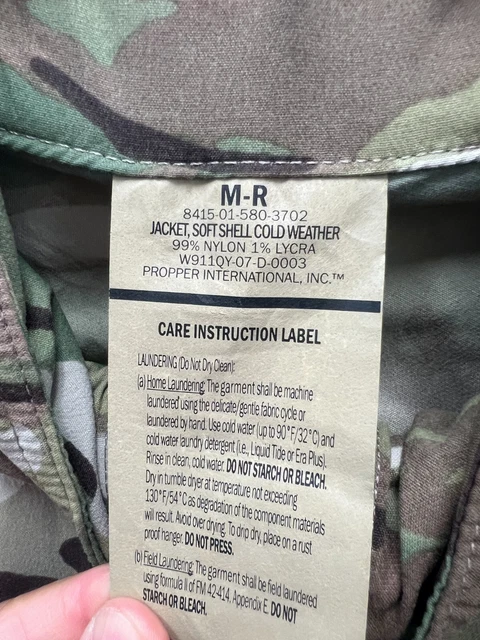 M-R
8415-01-580-3702
JACKET, SOFT SHELL COLD WEATHER
99% NYLON 1% LYCRA
W911QY-07-D-0003
PROPPER INTERNATIONAL, INC.™
CARE INSTRUCTION LABEL
LAUNDERING (Do Not Dry Clean):
(a) Home Laundering: The garment shall be machine
laundered using the delicate/gentle fabric cycle or
laundered by hand. Use cold water (up to 90°F/32°C) and
cold water laundry detergent (i.e., Liquid Tide or Era Plus).
Rinse in clean, cold water. DO NOT STARCH OR BLEACH.
Dry in tumble dryer at temperature not exceeding
130°F/54°C as degradation of the component materials
will result. Avoid over drying. To drip dry, place on a rust
proof hanger. DO NOT PRESS.
(b) Field Laundering: The garment shall be field laundered
using formula II of FM 42-414, Appendix E. DO NOT
STARCH OR BLEACH.